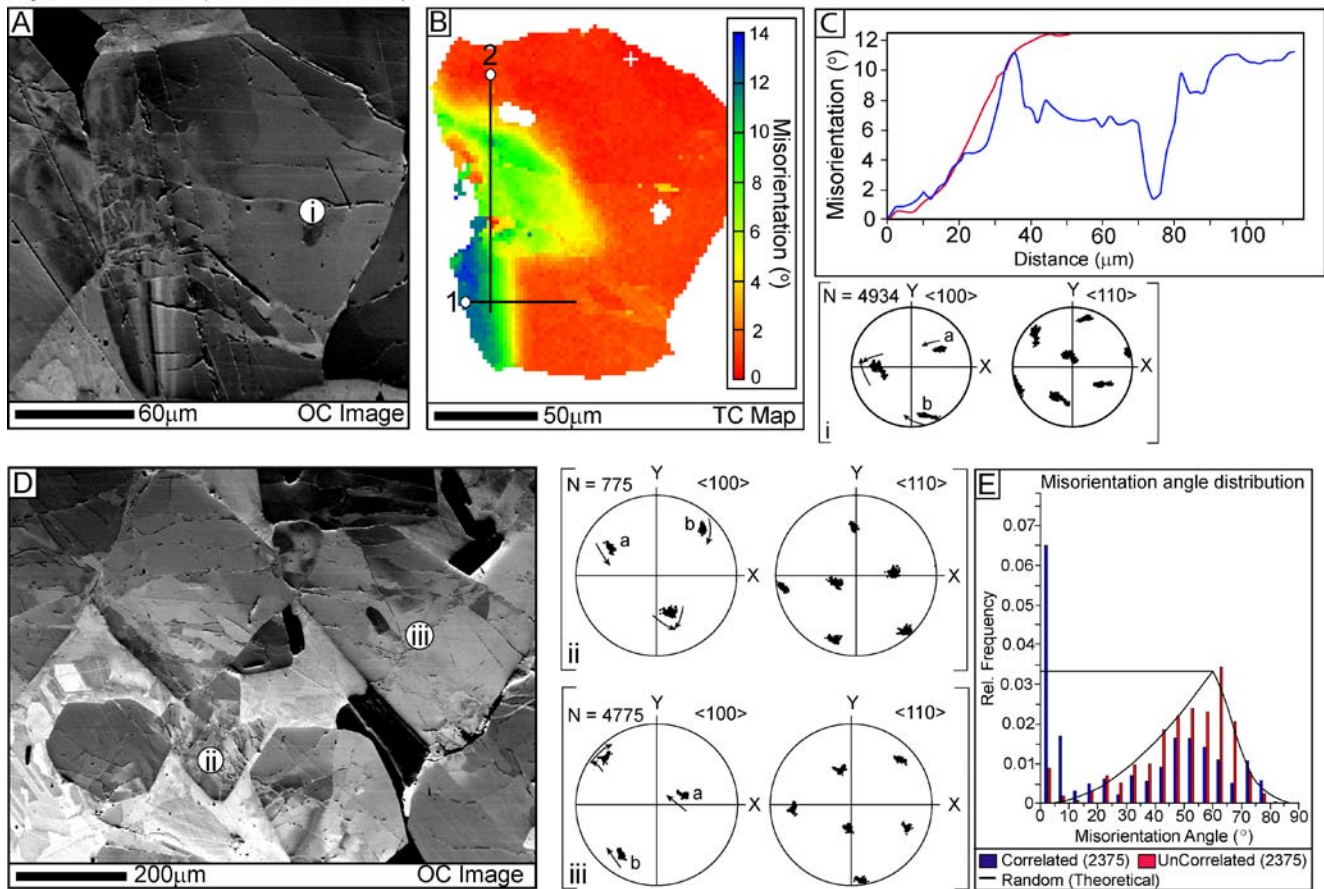 A
i
60μm
OC Image
B
2
1
+
14
12
10
8
6
4
2
0
Misorientation (°)
50μm
TC Map
C
12
10
8
6
4
2
0
Misorientation (°)
0 20 40 60 80 100
Distance (μm)
N = 4934
Y
<100>
Y
<110>
a
X
X
b
i
D
iii
ii
200μm
OC Image
N = 775
Y
<100>
Y
<110>
a
b
X
X
ii
N = 4775
Y
<100>
Y
<110>
a
X
X
b
iii
E
Misorientation angle distribution
0.07
0.06
0.05
0.04
0.03
0.02
0.01
0
Rel. Frequency
0 10 20 30 40 50 60 70 80 90
Misorientation Angle (°)
Correlated (2375) UnCorrelated (2375)
Random (Theoretical)